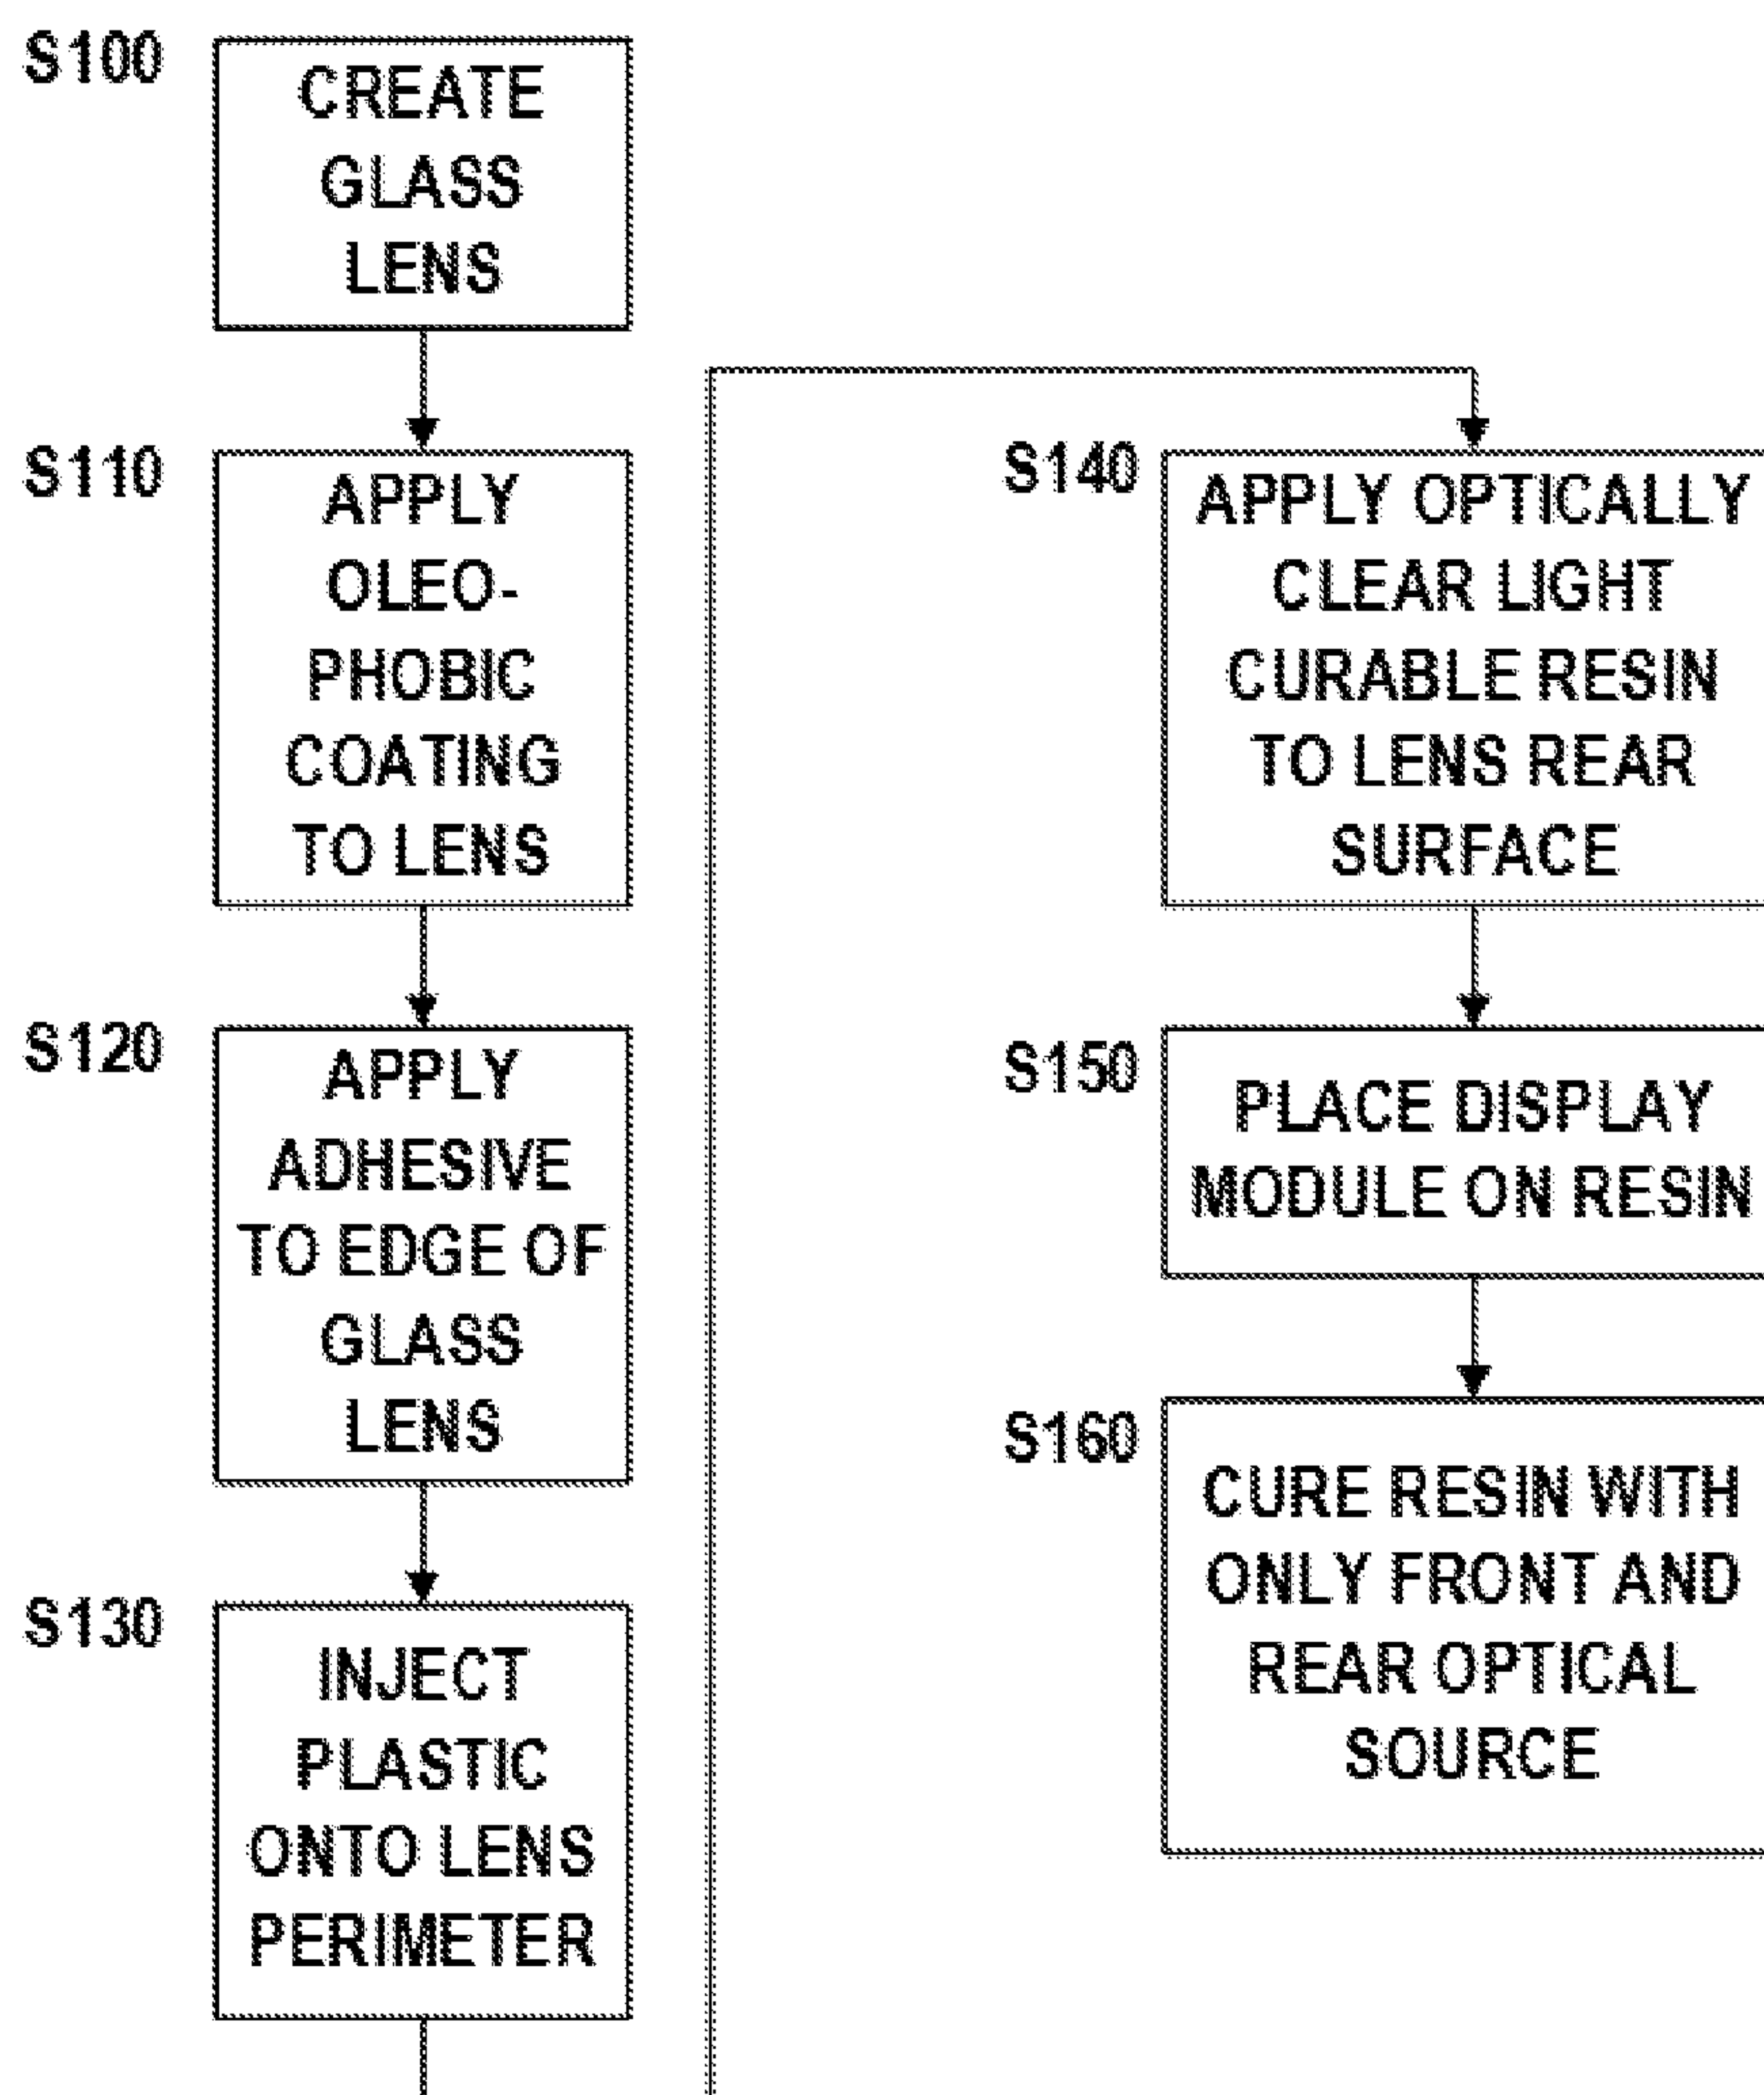 S100
CREATE
GLASS
LENS
S110
APPLY
OLEO-
PHOBIC
COATING
TO LENS
S120
APPLY
ADHESIVE
TO EDGE OF
GLASS
LENS
S130
INJECT
PLASTIC
ONTO LENS
PERIMETER
S140
APPLY OPTICALLY
CLEAR LIGHT
CURABLE RESIN
TO LENS REAR
SURFACE
S150
PLACE DISPLAY
MODULE ON RESIN
S160
CURE RESIN WITH
ONLY FRONT AND
REAR OPTICAL
SOURCE